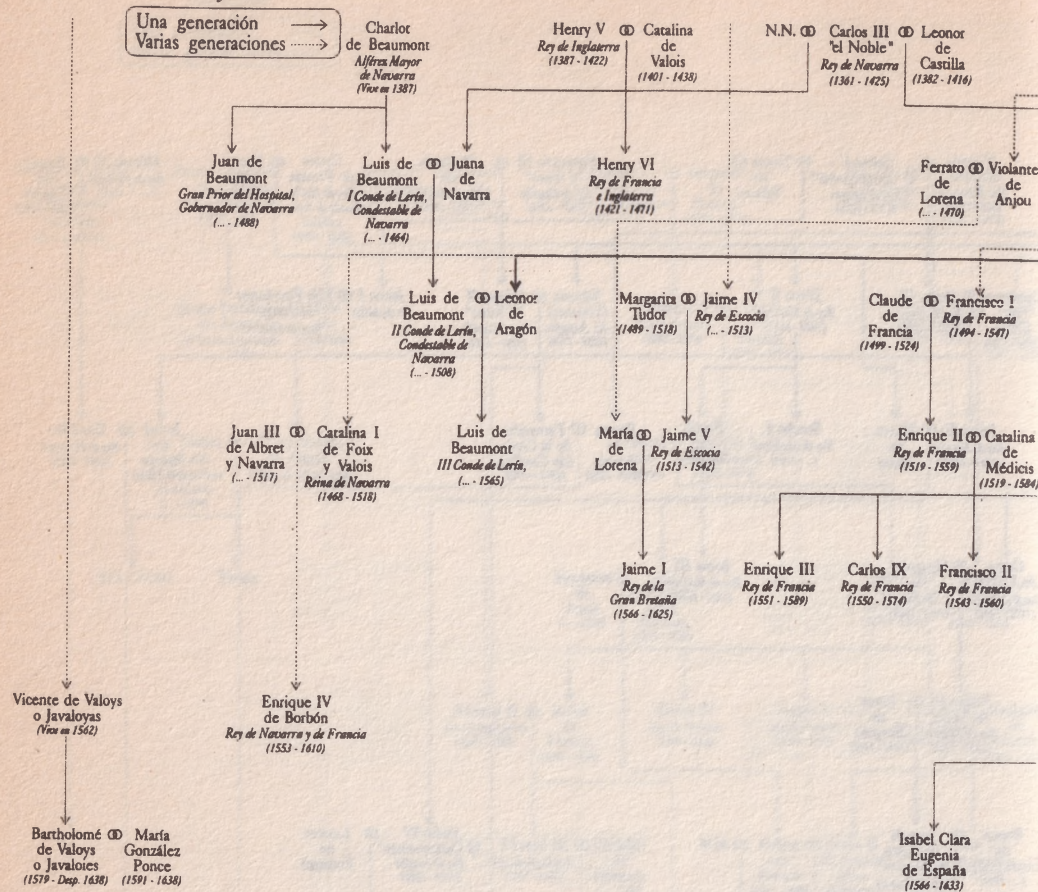 Una generación
Varias generaciones
Charlot
de Beaumont
Alférez Mayor
de Navarra
(Vive en 1387)
Henry V
Rey de Inglaterra
(1387 - 1422)
Catalina
de
Valois
(1401 - 1438)
N.N.
Carlos III
"el Noble"
Rey de Navarra
(1361 - 1425)
Leonor
de
Castilla
(1382 - 1416)
Juan de
Beaumont
Gran Prior del Hospital,
Gobernador de Navarra
(... - 1488)
Luis de
Beaumont
I Conde de Lerín,
Condestable de
Navarra
(... - 1464)
Juana
de
Navarra
Henry VI
Rey de Francia
e Inglaterra
(1421 - 1471)
Ferrato
de
Lorena
(... - 1470)
Violante
de
Anjou
Luis de
Beaumont
II Conde de Lerín,
Condestable de
Navarra
(... - 1508)
Leonor
de
Aragón
Margarita
Tudor
(1489 - 1518)
Jaime IV
Rey de Escocia
(... - 1513)
Claude
de
Francia
(1499 - 1524)
Francisco I
Rey de Francia
(1494 - 1547)
Juan III
de Albret
y Navarra
(... - 1517)
Catalina I
de Foix
y Valois
Reina de Navarra
(1468 - 1518)
Luis de
Beaumont
III Conde de Lerín,
(... - 1565)
María
de
Lorena
Jaime V
Rey de Escocia
(1513 - 1542)
Enrique II
Rey de Francia
(1519 - 1559)
Catalina
de
Médicis
(1519 - 1584)
Jaime I
Rey de la
Gran Bretaña
(1566 - 1625)
Enrique III
Rey de Francia
(1551 - 1589)
Carlos IX
Rey de Francia
(1550 - 1574)
Francisco II
Rey de Francia
(1543 - 1560)
Vicente de Valoys
o Javaloyas
(Vive en 1562)
Enrique IV
de Borbón
Rey de Navarra y de Francia
(1553 - 1610)
Bartholomé
de Valoys
o Javaloies
(1579 - Desp. 1638)
María
González
Ponce
(1591 - 1638)
Isabel Clara
Eugenia
de España
(1566 - 1633)